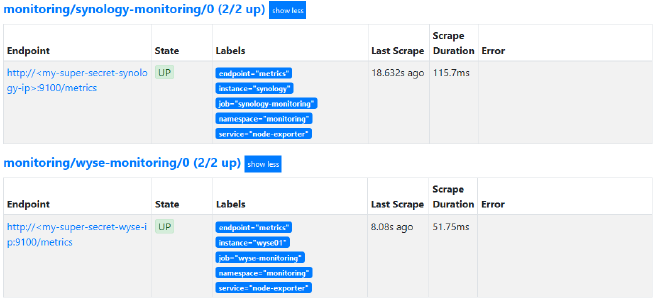 monitoring/synology-monitoring/0 (2/2 up) show less
Scrape
Endpoint State Labels Last Scrape Duration Error
http://<my-super-secret-synolo UP endpoint="metrics" 18.632s ago 115.7ms
gy-ip>:9100/metrics instance="synology"
job="synology-monitoring"
namespace="monitoring"
service="node-exporter"
monitoring/wyse-monitoring/0 (2/2 up) show less
Scrape
Endpoint State Labels Last Scrape Duration Error
http://<my-super-secret-wyse-i UP endpoint="metrics" 8.08s ago 51.75ms
p:9100/metrics instance="wyse01"
job="wyse-monitoring"
namespace="monitoring"
service="node-exporter"